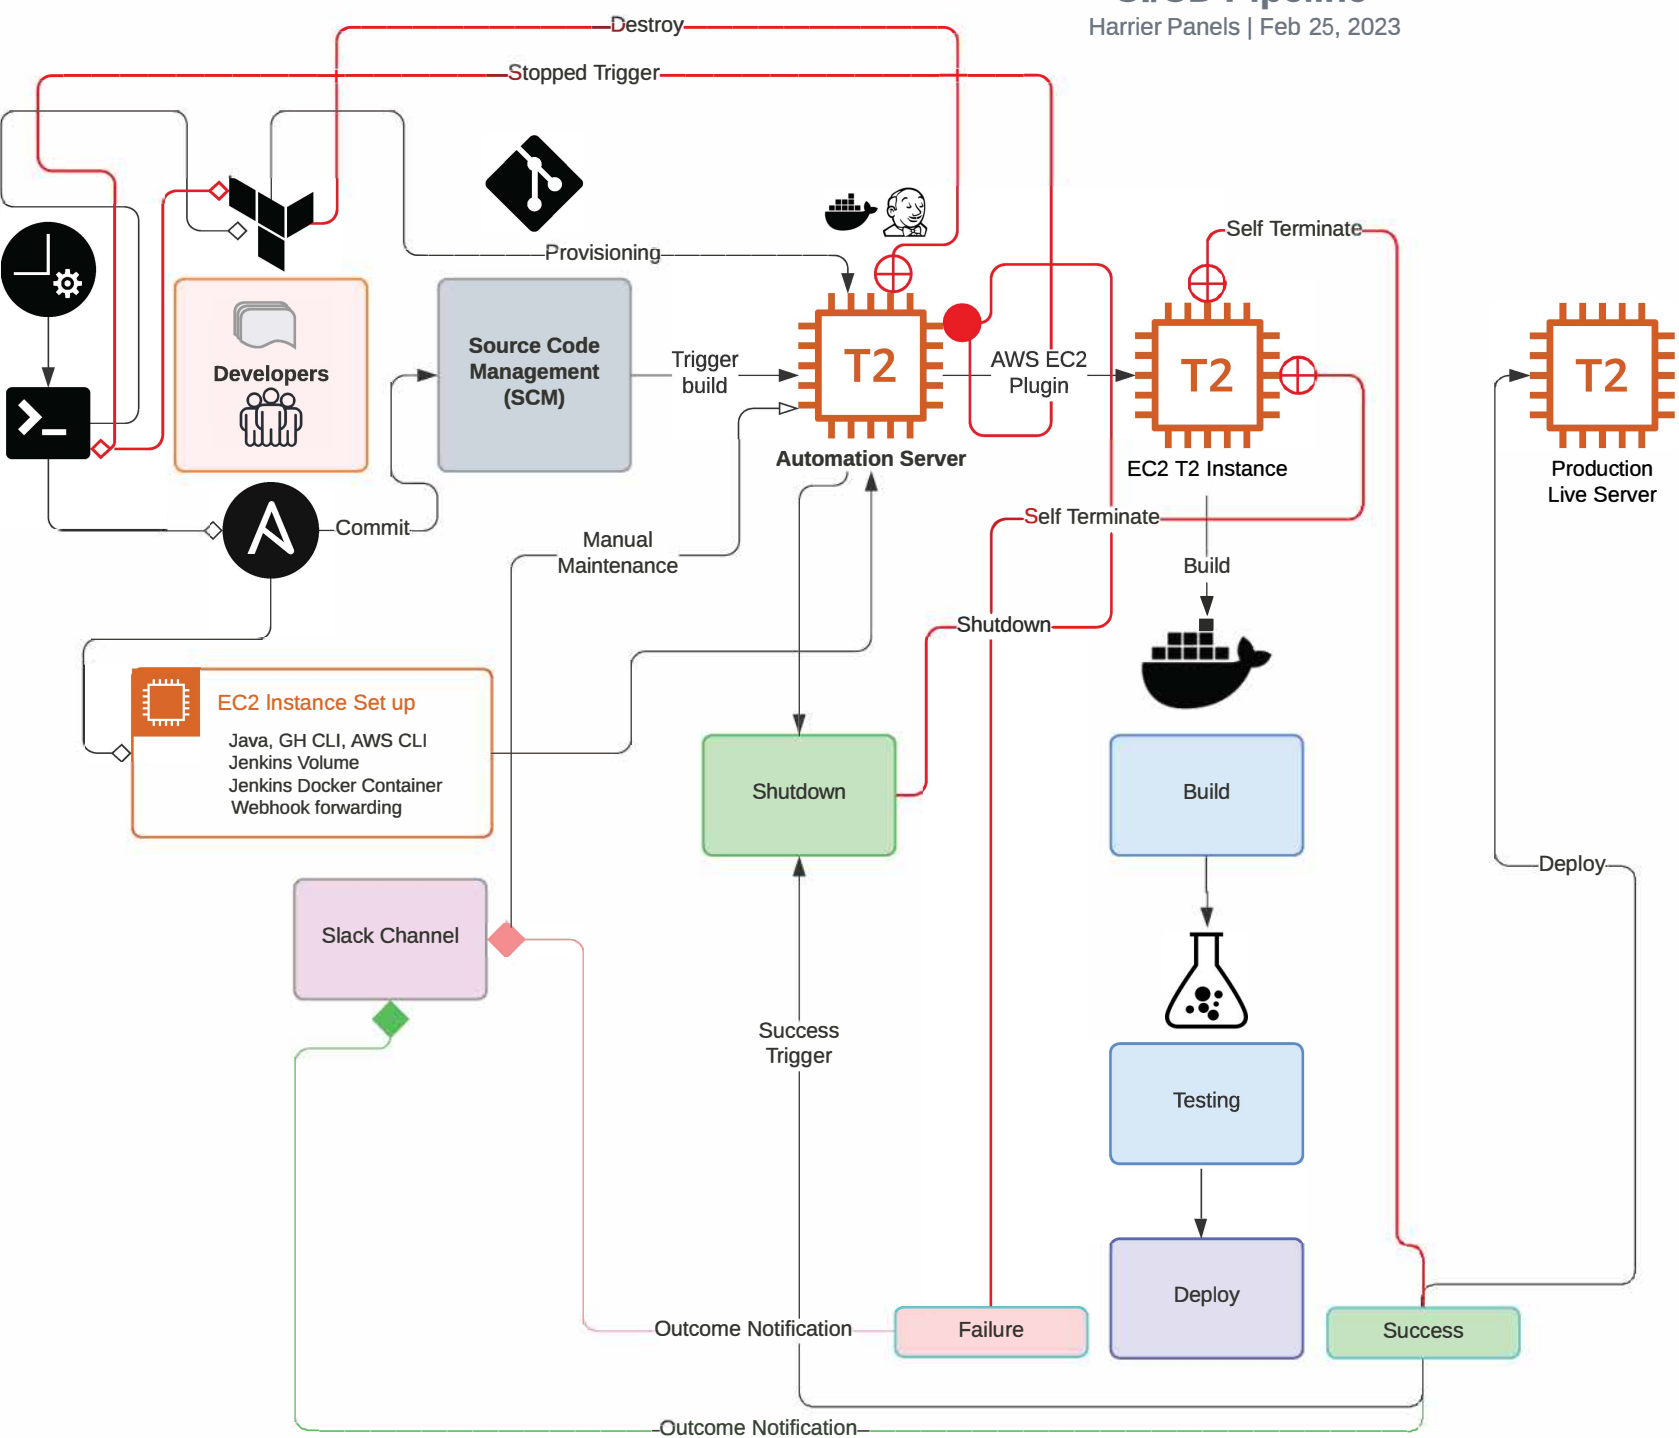 Harrier Panels | Feb 25, 2023
Destroy
Stopped Trigger
Provisioning
Self Terminate
Developers
Source Code
Management
(SCM)
Trigger
build
T2
Automation Server
AWS EC2
Plugin
T2
EC2 T2 Instance
T2
Production
Live Server
Commit
Manual
Maintenance
Self Terminate
Build
Shutdown
EC2 Instance Set up
Java, GH CLI, AWS CLI
Jenkins Volume
Jenkins Docker Container
Webhook forwarding
Shutdown
Build
Deploy
Slack Channel
Success
Trigger
Testing
Deploy
Outcome Notification
Failure
Success
Outcome Notification